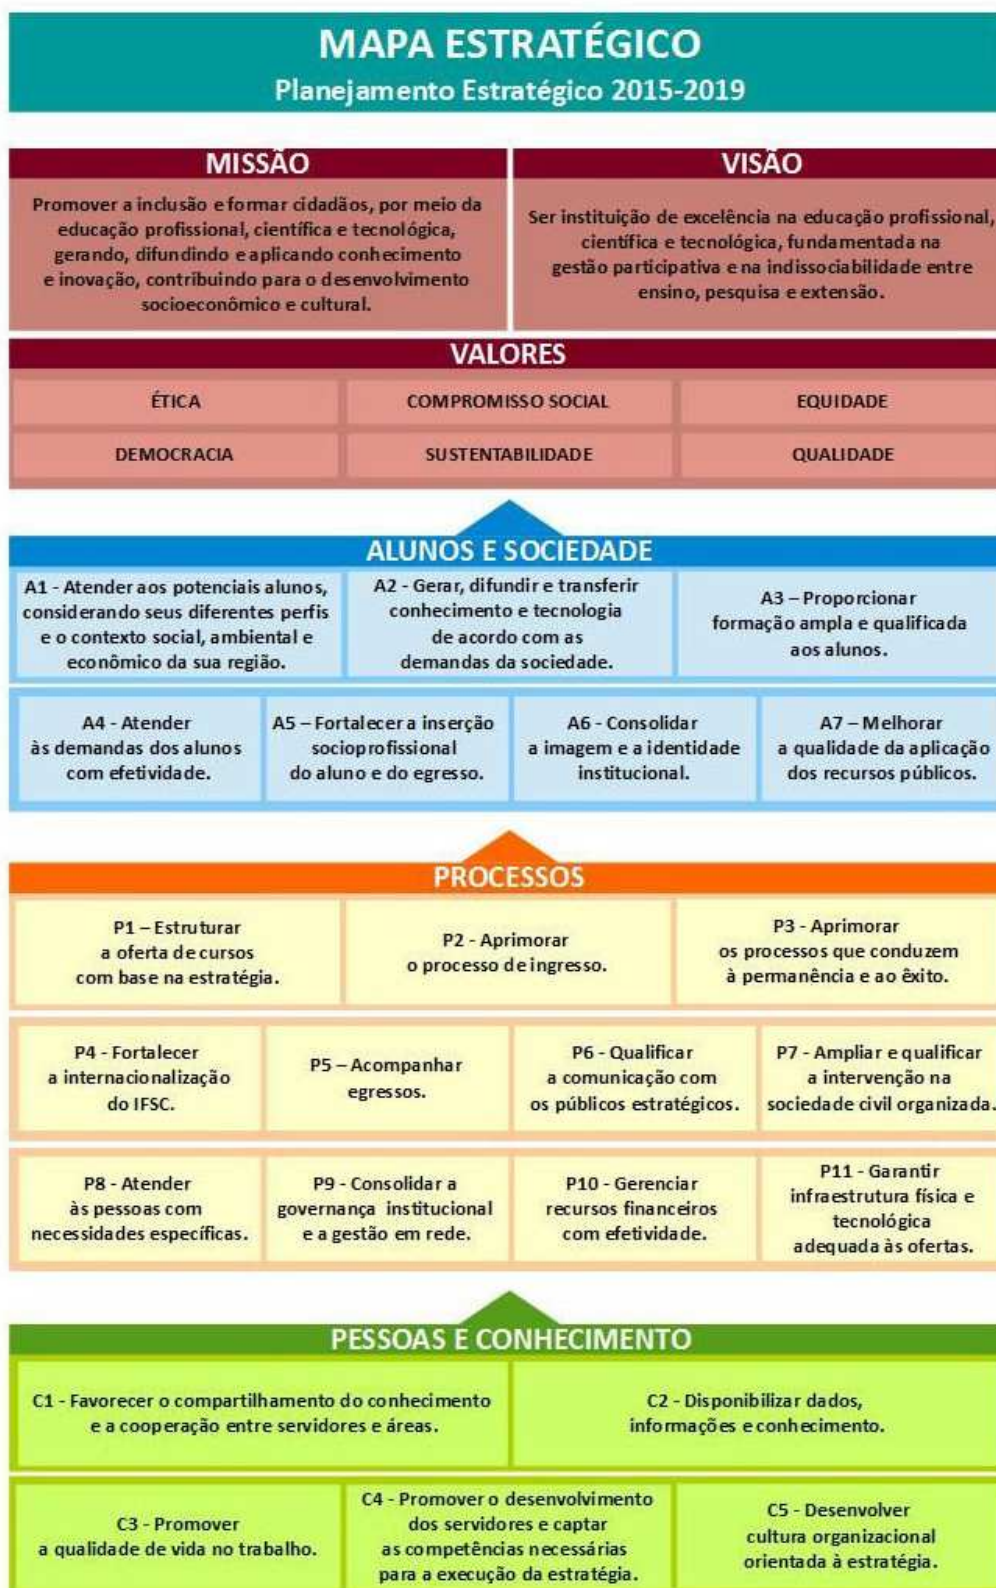 MAPA ESTRATÉGICO
Planejamento Estratégico 2015-2019
MISSÃO
Promover a inclusão e formar cidadãos, por meio da
educação profissional, científica e tecnológica,
gerando, difundindo e aplicando conhecimento
e inovação, contribuindo para o desenvolvimento
socioeconômico e cultural.
VISÃO
Ser instituição de excelência na educação profissional,
científica e tecnológica, fundamentada na
gestão participativa e na indissociabilidade entre
ensino, pesquisa e extensão.
VALORES
ÉTICA
COMPROMISSO SOCIAL
EQUIDADE
DEMOCRACIA
SUSTENTABILIDADE
QUALIDADE
ALUNOS E SOCIEDADE
A1 - Atender aos potenciais alunos,
considerando seus diferentes perfis
e o contexto social, ambiental e
econômico da sua região.
A2 - Gerar, difundir e transferir
conhecimento e tecnologia
de acordo com as
demandas da sociedade.
A3 – Proporcionar
formação ampla e qualificada
aos alunos.
A4 - Atender
às demandas dos alunos
com efetividade.
A5 – Fortalecer a inserção
socioprofissional
do aluno e do egresso.
A6 - Consolidar
a imagem e a identidade
institucional.
A7 – Melhorar
a qualidade da aplicação
dos recursos públicos.
PROCESSOS
P1 – Estruturar
a oferta de cursos
com base na estratégia.
P2 - Aprimorar
o processo de ingresso.
P3 - Aprimorar
os processos que conduzem
à permanência e ao êxito.
P4 - Fortalecer
a internacionalização
do IFSC.
P5 – Acompanhar
egressos.
P6 - Qualificar
a comunicação com
os públicos estratégicos.
P7 - Ampliar e qualificar
a intervenção na
sociedade civil organizada.
P8 - Atender
às pessoas com
necessidades específicas.
P9 - Consolidar a
governança institucional
e a gestão em rede.
P10 - Gerenciar
recursos financeiros
com efetividade.
P11 - Garantir
infraestrutura física e
tecnológica
adequada às ofertas.
PESSOAS E CONHECIMENTO
C1 - Favorecer o compartilhamento do conhecimento
e a cooperação entre servidores e áreas.
C2 - Disponibilizar dados,
informações e conhecimento.
C3 - Promover
a qualidade de vida no trabalho.
C4 - Promover o desenvolvimento
dos servidores e captar
as competências necessárias
para a execução da estratégia.
C5 - Desenvolver
cultura organizacional
orientada à estratégia.